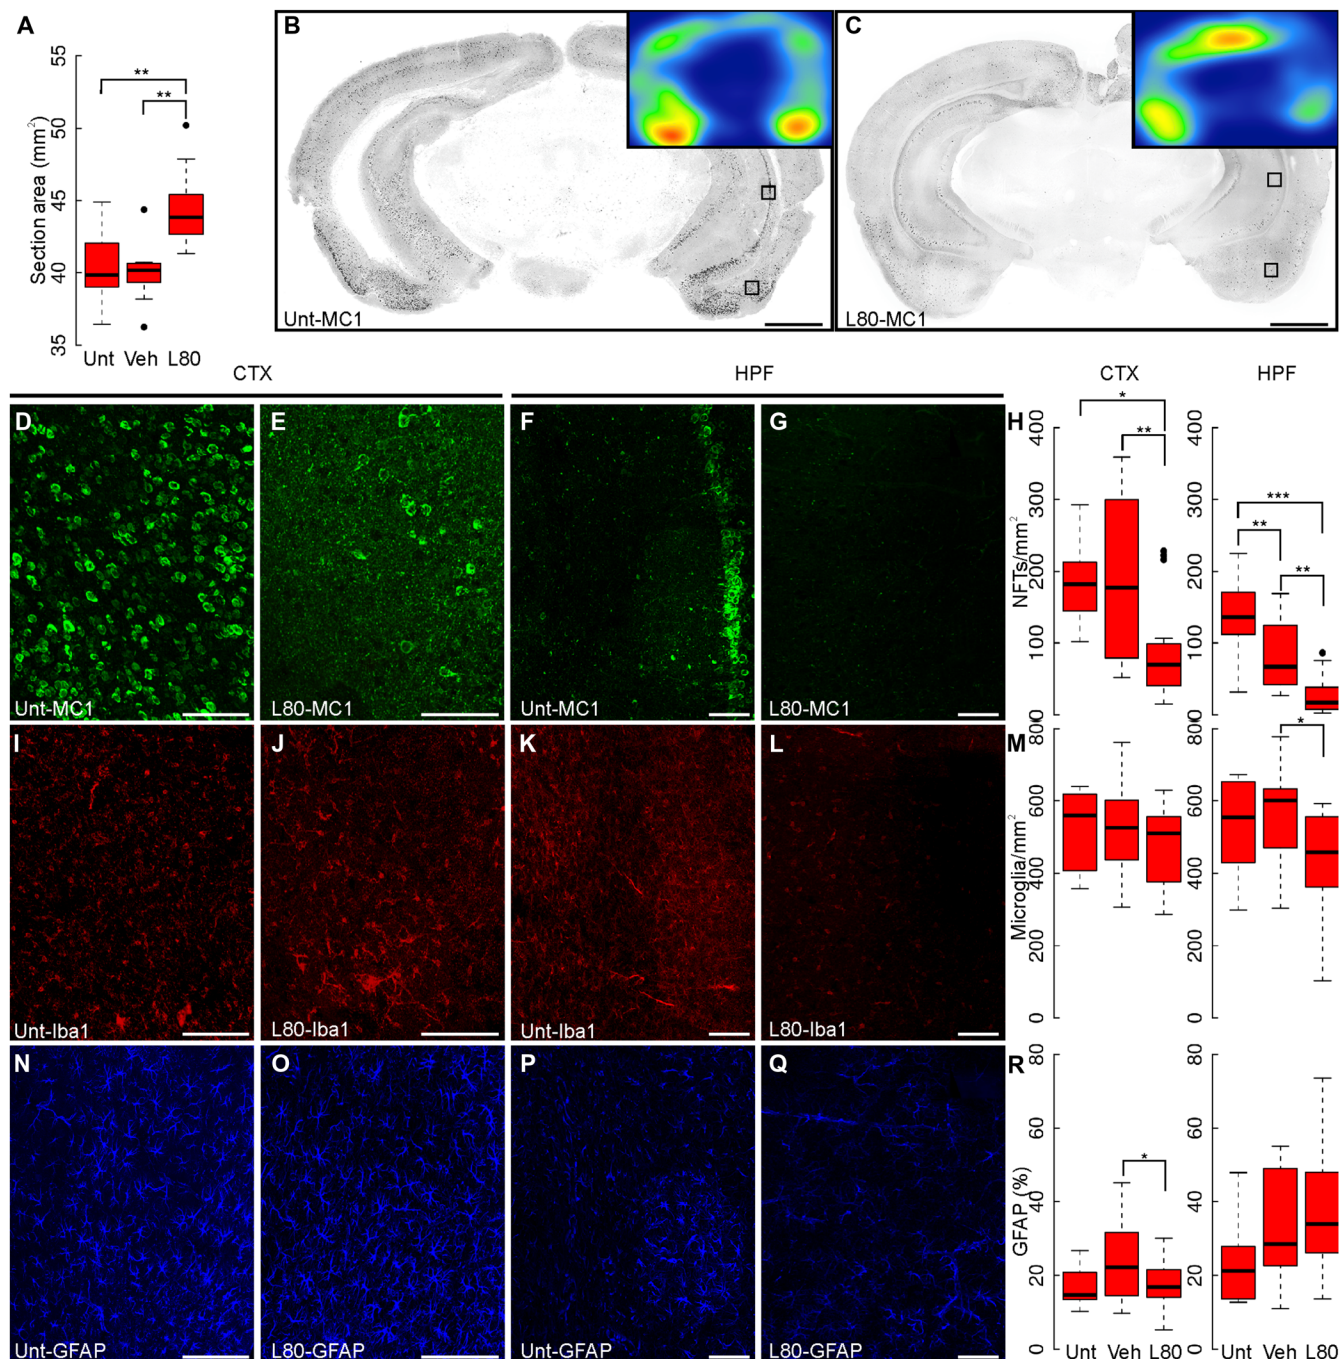 A
55
50
45
40
35
Section area (mm²)
**
**
Unt Veh L80
B
Unt-MC1
C
L80-MC1
CTX
HPF
CTX
HPF
D
Unt-MC1
E
L80-MC1
F
Unt-MC1
G
L80-MC1
H
NFTs/mm²
400
300
200
100
0
*
**
400
300
200
100
0
***
**
**
I
Unt-Iba1
J
L80-Iba1
K
Unt-Iba1
L
L80-Iba1
M
Microglia/mm²
800
600
400
200
0
800
600
400
200
0
*
N
Unt-GFAP
O
L80-GFAP
P
Unt-GFAP
Q
L80-GFAP
R
GFAP (%)
80
60
40
20
0
*
Unt Veh L80
80
60
40
20
0
Unt Veh L80